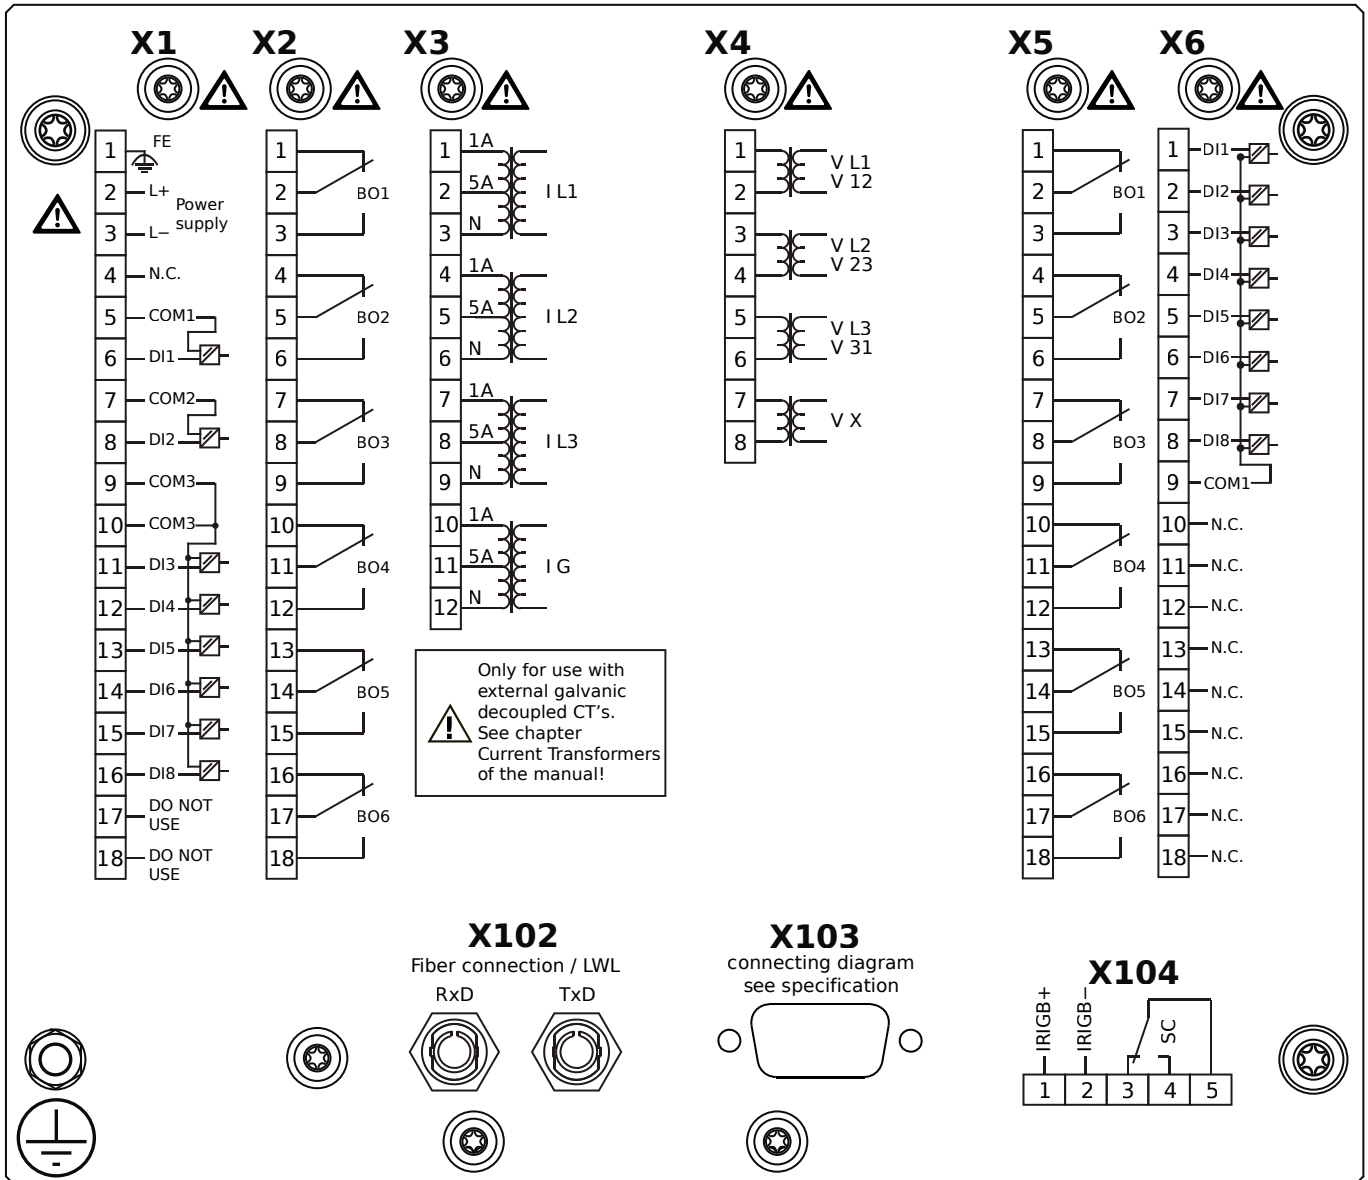 X1
X2
X3
X4
X5
X6
1 FE
2 L+
Power
supply
3 L−
4 N.C.
5 COM1
6 DI1
7 COM2
8 DI2
9 COM3
10 COM3
11 DI3
12 DI4
13 DI5
14 DI6
15 DI7
16 DI8
17 DO NOT
USE
18 DO NOT
USE
1
2 BO1
3
4
5 BO2
6
7
8 BO3
9
10
11 BO4
12
13
14 BO5
15
16
17 BO6
18
1 1A
2 5A I L1
3 N
4 1A
5 5A I L2
6 N
7 1A
8 5A I L3
9 N
10 1A
11 5A I G
12 N
Only for use with
external galvanic
decoupled CT's.
See chapter
Current Transformers
of the manual!
1 V L1
2 V 12
3 V L2
4 V 23
5 V L3
6 V 31
7 V X
8
1
2 BO1
3
4
5 BO2
6
7
8 BO3
9
10
11 BO4
12
13
14 BO5
15
16
17 BO6
18
1 DI1
2 DI2
3 DI3
4 DI4
5 DI5
6 DI6
7 DI7
8 DI8
9 COM1
10 N.C.
11 N.C.
12 N.C.
13 N.C.
14 N.C.
15 N.C.
16 N.C.
17 N.C.
18 N.C.
X102
Fiber connection / LWL
RxD TxD
X103
connecting diagram
see specification
X104
IRIGB+
IRIGB−
SC
1 2 3 4 5